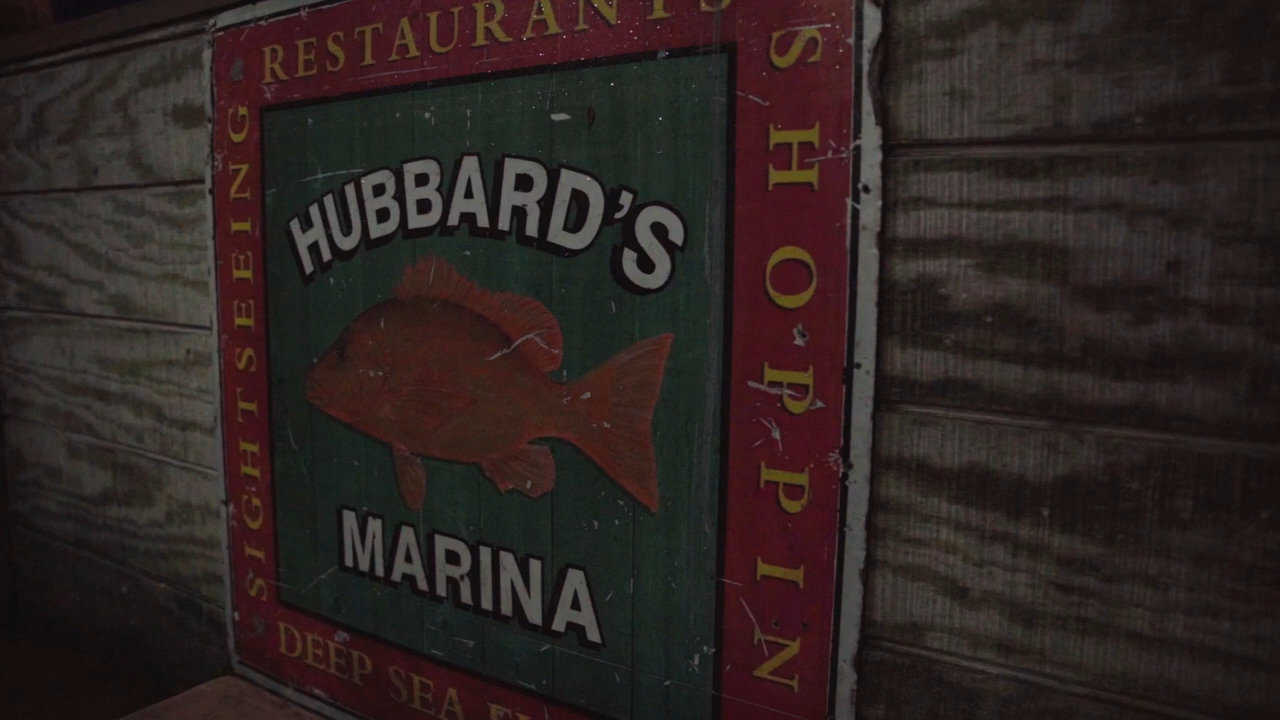 RESTAURANTS
SIGHTSEEING
HUBBARD'S
MARINA
SHOPPIN
DEEP SEA